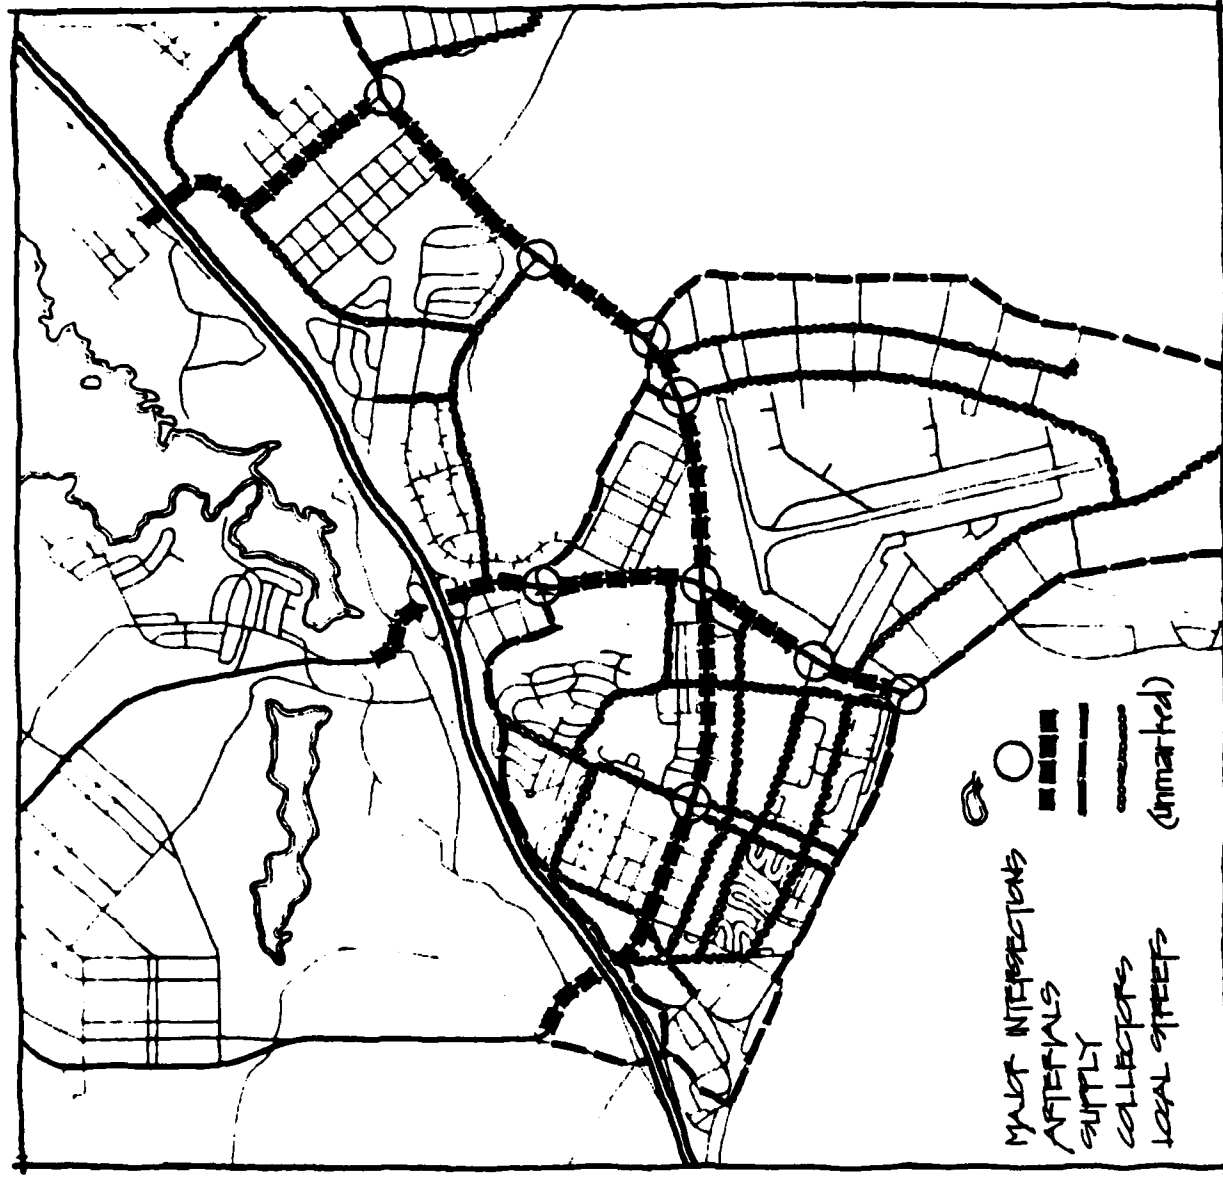 MAJOR INTERSECTIONS
ARTERIALS
SUPPLY
COLLECTORS
LOCAL STREETS (unmarked)